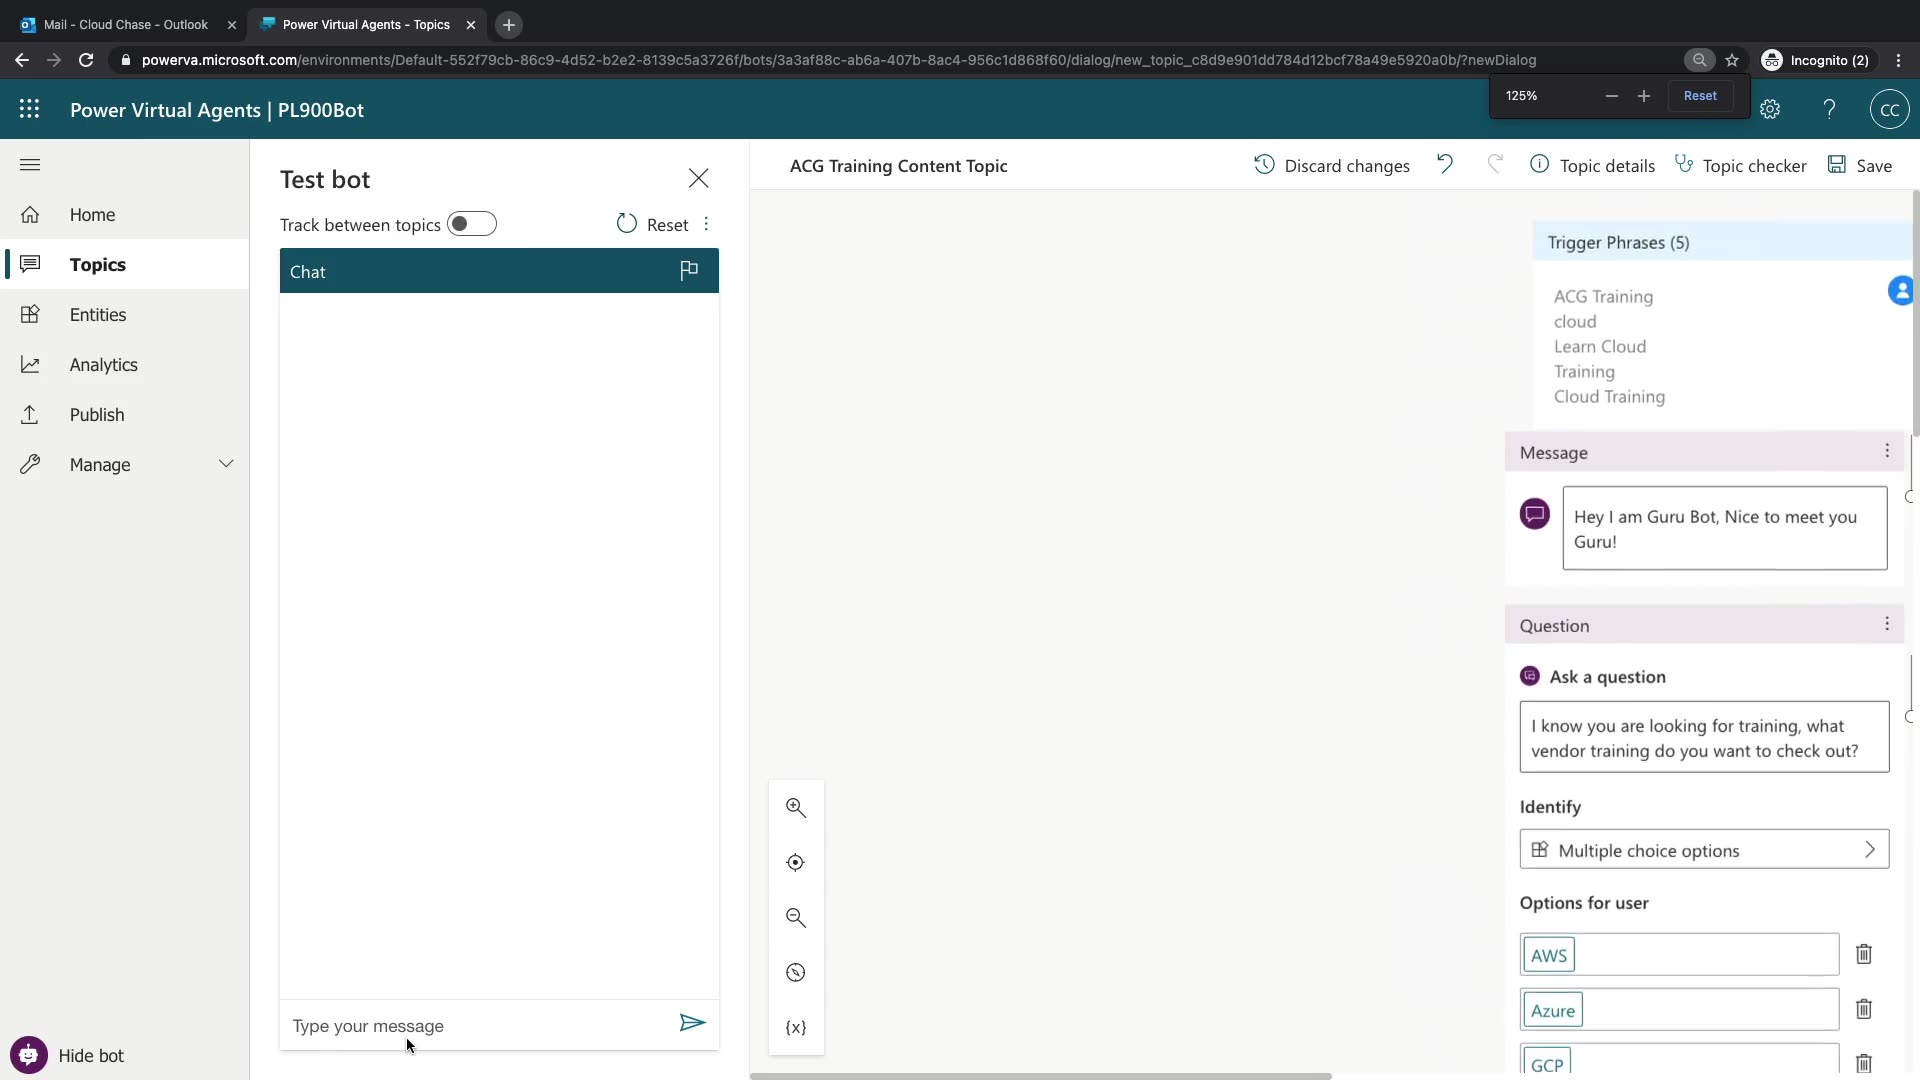 Mail - Cloud Chase - Outlook
Power Virtual Agents - Topics
powerva.microsoft.com/environments/Default-552f79cb-86c9-4d52-b2e2-8139c5a3726f/bots/3a3af88c-ab6a-407b-8ac4-956c1d868f60/dialog/new_topic_c8d9e901dd784d12bcf78a49e5920a0b/?newDialog
Incognito (2)
125%
Reset
Power Virtual Agents | PL900Bot
CC
Home
Topics
Entities
Analytics
Publish
Manage
Hide bot
Test bot
Track between topics
Reset
Chat
Type your message
ACG Training Content Topic
Discard changes
Topic details
Topic checker
Save
{x}
Trigger Phrases (5)
ACG Training
cloud
Learn Cloud
Training
Cloud Training
Message
Hey I am Guru Bot, Nice to meet you
Guru!
Question
Ask a question
I know you are looking for training, what
vendor training do you want to check out?
Identify
Multiple choice options
Options for user
AWS
Azure
GCP